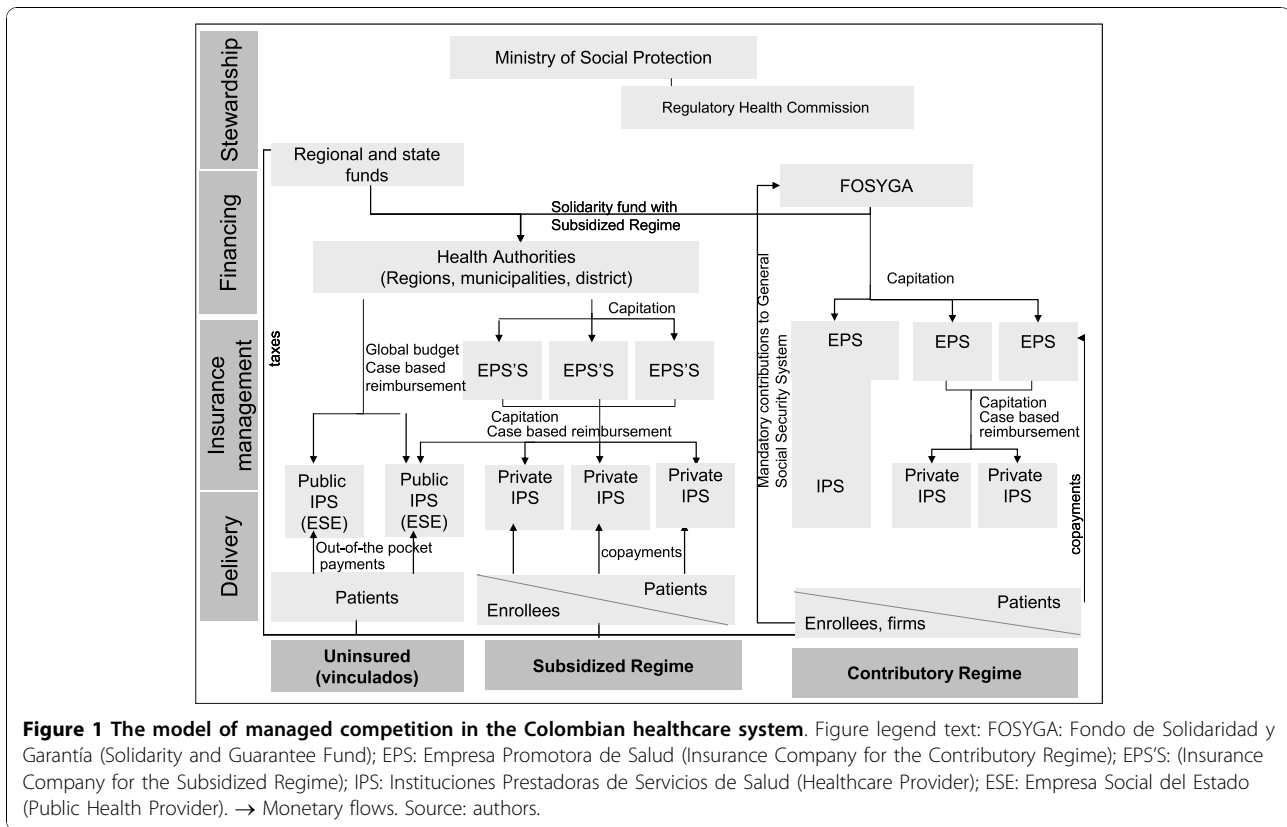 Stewardship
Ministry of Social Protection
Regulatory Health Commission
Regional and state
funds
Financing
FOSYGA
Solidarity fund with
Subsidized Regime
Health Authorities
(Regions, municipalities, district)
Capitation
Capitation
taxes
Mandatory contributions to General
Social Security System
Insurance
management
Global budget
Case based
reimbursement
EPS'S
EPS'S
EPS'S
EPS
EPS
EPS
Capitation
Case based reimbursement
Capitation
Case based
reimbursement
Public
IPS
(ESE)
Public
IPS
(ESE)
Private
IPS
Private
IPS
Private
IPS
IPS
Private
IPS
Private
IPS
copayments
Delivery
Out-of-the pocket
payments
copayments
Patients
Patients
Enrollees
Patients
Enrollees, firms
Uninsured
(vinculados)
Subsidized Regime
Contributory Regime
Figure 1 The model of managed competition in the Colombian healthcare system. Figure legend text: FOSYGA: Fondo de Solidaridad y
Garantía (Solidarity and Guarantee Fund); EPS: Empresa Promotora de Salud (Insurance Company for the Contributory Regime); EPS'S: (Insurance
Company for the Subsidized Regime); IPS: Instituciones Prestadoras de Servicios de Salud (Healthcare Provider); ESE: Empresa Social del Estado
(Public Health Provider). → Monetary flows. Source: authors.